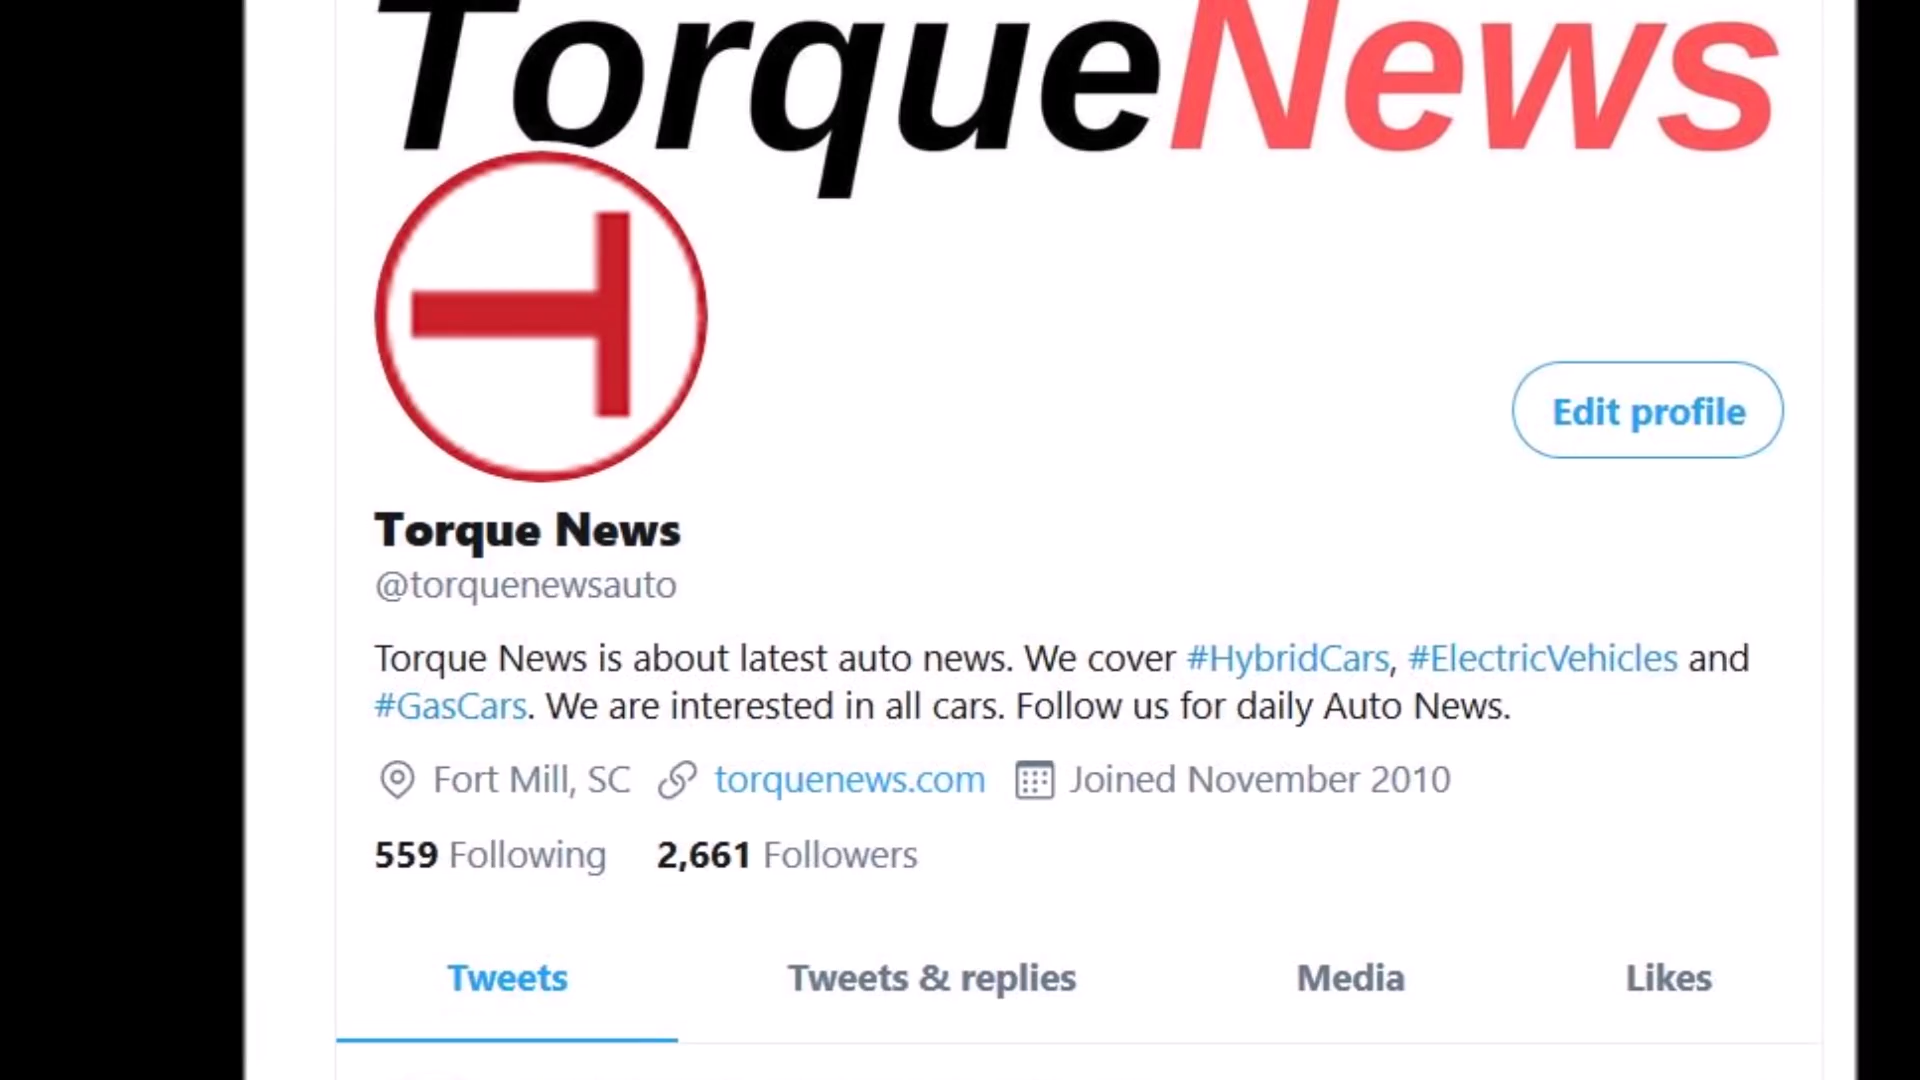 TorqueNews
T
Edit profile
Torque News
@torquenewsauto
Torque News is about latest auto news. We cover #HybridCars, #ElectricVehicles and
#GasCars. We are interested in all cars. Follow us for daily Auto News.
Fort Mill, SC torquenews.com Joined November 2010
559 Following 2,661 Followers
Tweets Tweets & replies Media Likes